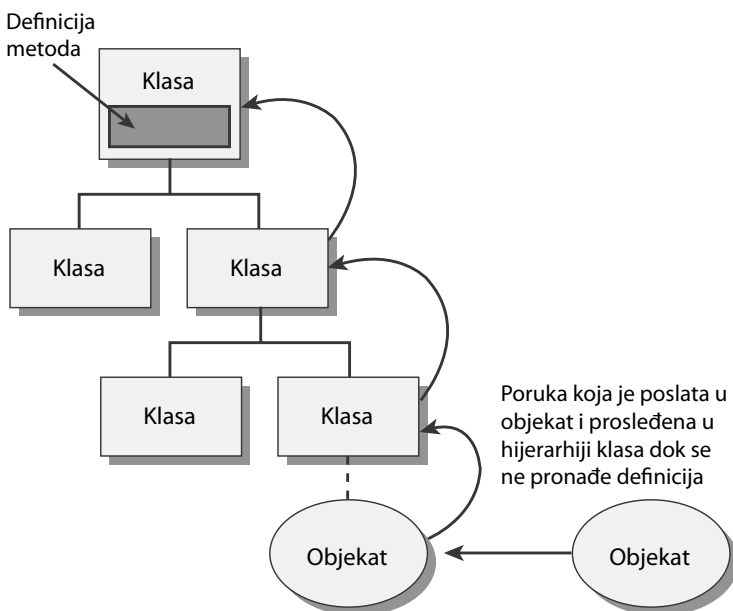 Definicija
metoda
Klasa
Klasa
Klasa
Klasa
Klasa
Poruka koja je poslata u
objekat i prosleđena u
hijerarhiji klasa dok se
ne pronađe definicija
Objekat
Objekat